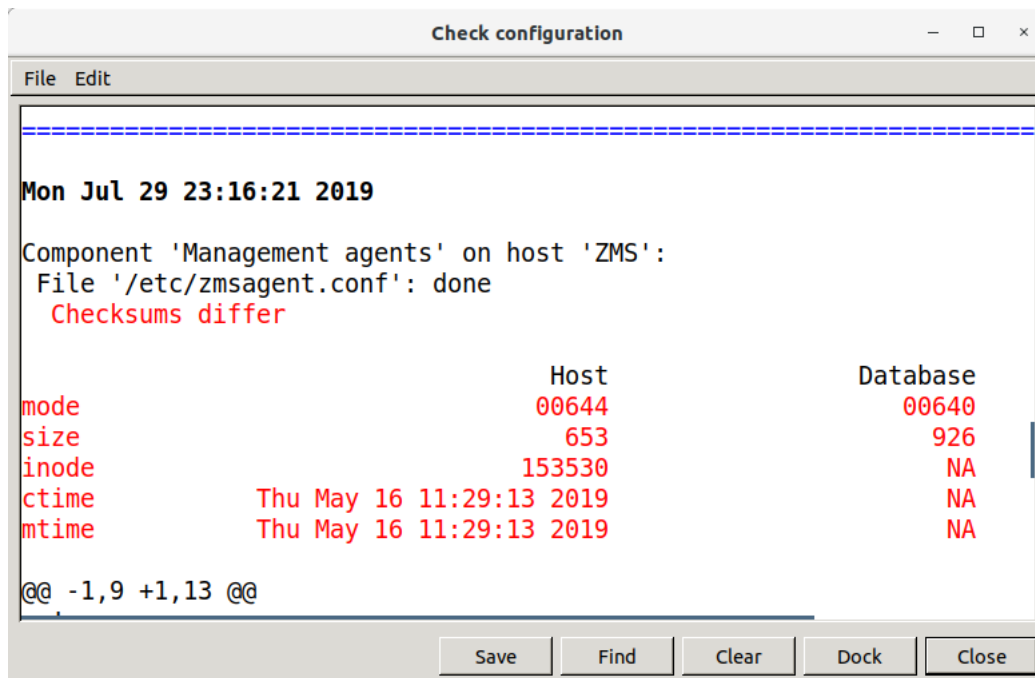 Check configuration
File Edit
=====================================================================
Mon Jul 29 23:16:21 2019
Component 'Management agents' on host 'ZMS':
File '/etc/zmsagent.conf': done
Checksums differ
Host Database
mode 00644 00640
size 653 926
inode 153530 NA
ctime Thu May 16 11:29:13 2019 NA
mtime Thu May 16 11:29:13 2019 NA
@@ -1,9 +1,13 @@
Save Find Clear Dock Close